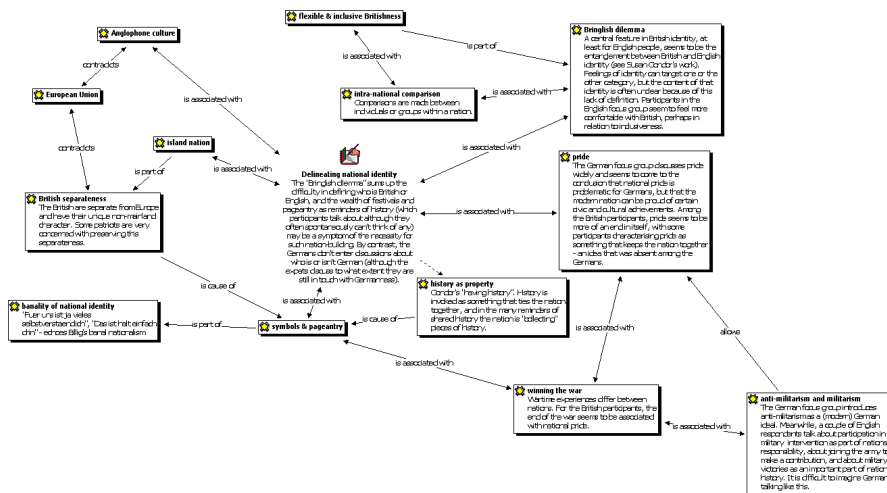 flexible & inclusive Britishness
Anglophone culture
Bringlish dilemma
A central feature in British identity, at
least for English people, seems to be the
entanglement between British and English
identity (see Susan Condor's work).
Feelings of identity can target one or the
other category, but the content of that
identity is often unclear because of this
lack of definition. Participants in the
English focus group seem to feel more
comfortable with British, perhaps in
relation to inclusiveness.
is part of
contradicts
is associated with
European Union
is associated with
intra-national comparison
Comparisons are made between
individuals or groups within a nation.
is associated with
contradicts
island nation
is associated with
is part of
is associated with
Delineating national identity
The "Bringlish dilemma" sums up the
difficulty in defining who is British or
English, and the wealth of festivals and
pageantry as reminders of history (which
participants talk about although they
often spontaneously can't think of any)
may be a symptom of the necessity for
such nation-building. By contrast, the
Germans don't enter discussions about
who is or isn't German (although the
expats discuss to what extent they are
still in touch with Germanness).
pride
The German focus group discusses pride
widely and seems to come to the
conclusion that national pride is
problematic for Germans, but that the
modern nation can be proud of certain
civic and cultural achievements. Among
the British participants, pride seems to be
more of an end in itself, with some
participants characterising pride as
something that keeps the nation together
- an idea that was absent among the
Germans.
British separateness
The British are separate from Europe
and have their unique non-mainland
character. Some patriots are very
concerned with preserving this
separateness.
is associated with
is cause of
is associated with
history as property
Condor's "having history". History is
invoked as something that ties the nation
together, and in the many reminders of
shared history the nation is "collecting"
pieces of history.
banality of national identity
"Fuer uns ist ja vieles
selbstverstaendlich", "Das ist halt einfach
drin" - echoes Billig's banal nationalism
is part of
symbols & pageantry
is cause of
is associated with
allows
is associated with
winning the war
Wartime experiences differ between
nations. For the British participants, the
end of the war seems to be associated
with national pride.
is associated with
anti-militarism and militarism
The German focus group introduces
anti-militarism as a (modern) German
ideal. Meanwhile, a couple of English
respondents talk about participation in
military intervention as part of national
responsibility, about joining the army to
make a contribution, and about military
victories as an important part of nation
history. It is difficult to imagine German
talking like this.